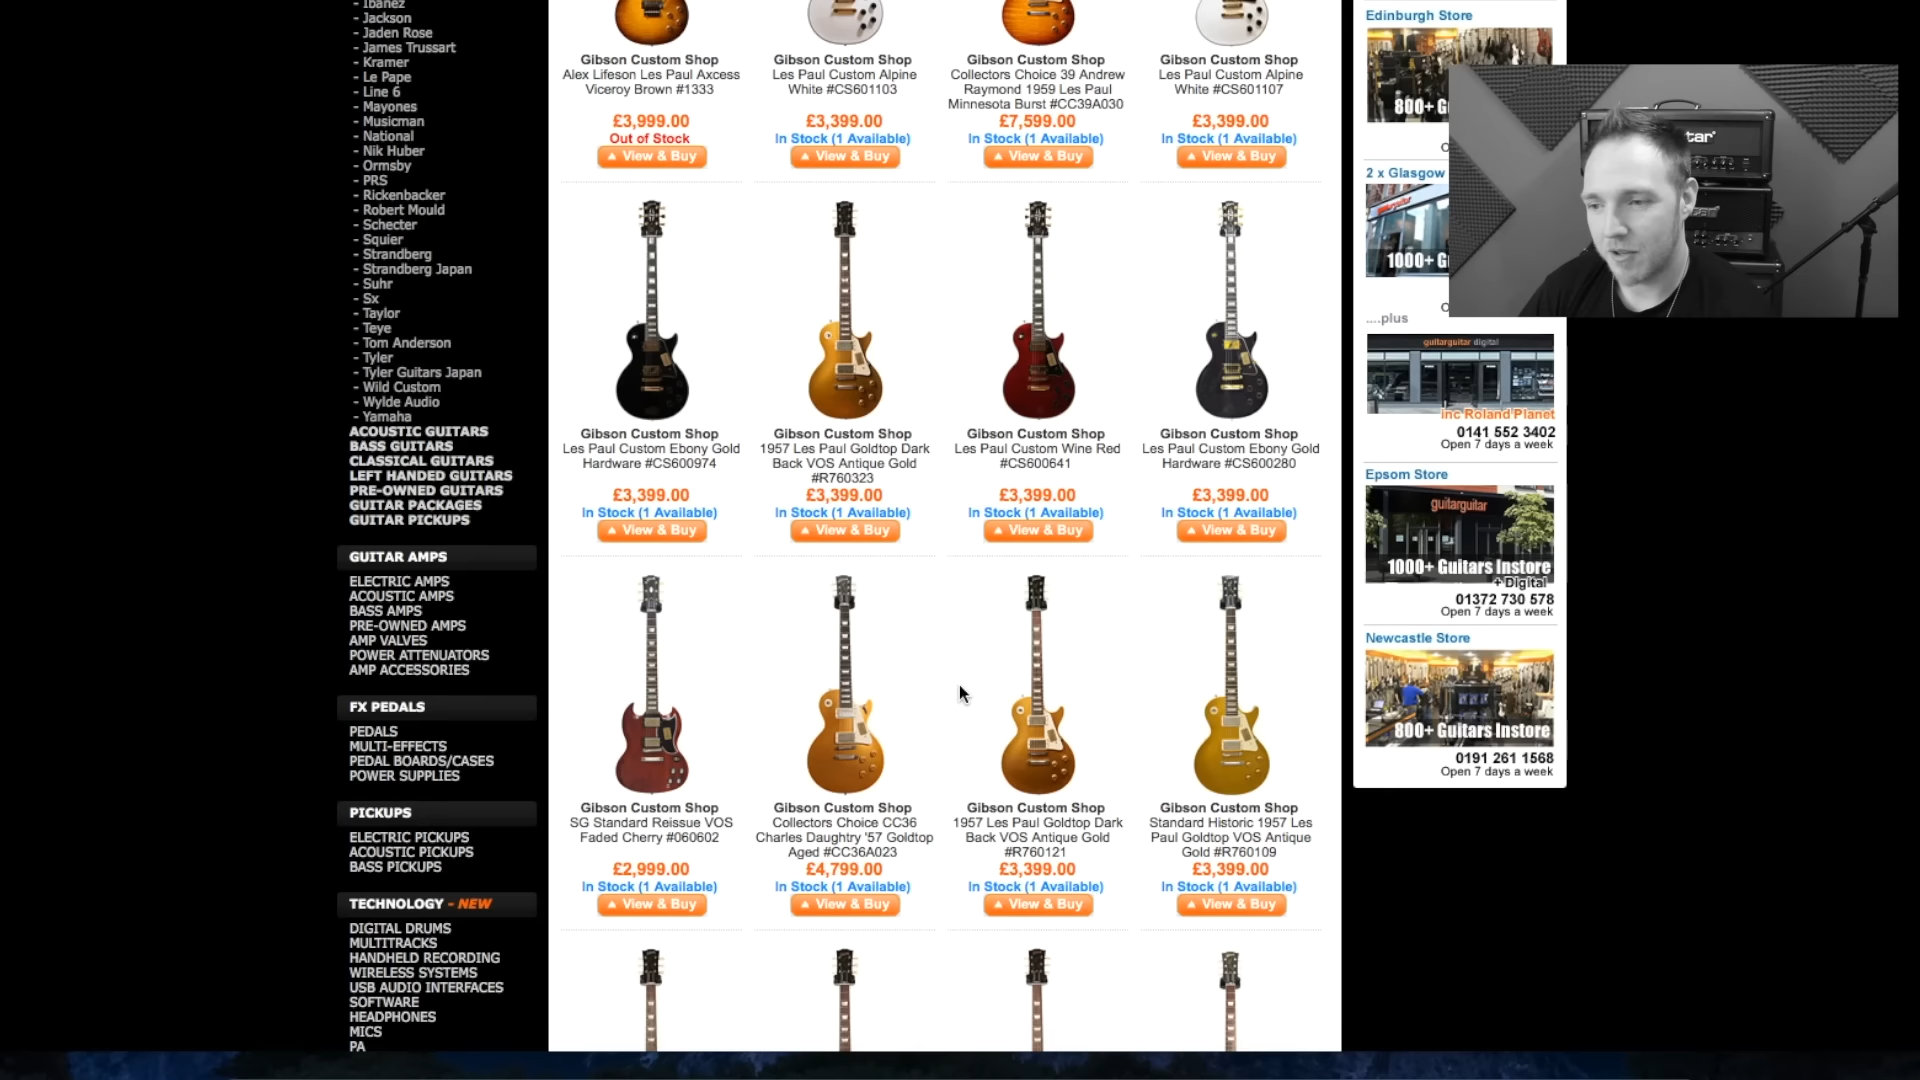 - Ibanez
- Jackson
- Jaden Rose
- James Trussart
- Kramer
- Le Pape
- Line 6
- Mayones
- Musicman
- National
- Nik Huber
- Ormsby
- PRS
- Rickenbacker
- Robert Mould
- Schecter
- Squier
- Strandberg
- Strandberg Japan
- Suhr
- Sx
- Taylor
- Teye
- Tom Anderson
- Tyler
- Tyler Guitars Japan
- Wild Custom
- Wylde Audio
- Yamaha
ACOUSTIC GUITARS
BASS GUITARS
CLASSICAL GUITARS
LEFT HANDED GUITARS
PRE-OWNED GUITARS
GUITAR PACKAGES
GUITAR PICKUPS
GUITAR AMPS
ELECTRIC AMPS
ACOUSTIC AMPS
BASS AMPS
PRE-OWNED AMPS
AMP VALVES
POWER ATTENUATORS
AMP ACCESSORIES
FX PEDALS
PEDALS
MULTI-EFFECTS
PEDAL BOARDS/CASES
POWER SUPPLIES
PICKUPS
ELECTRIC PICKUPS
ACOUSTIC PICKUPS
BASS PICKUPS
TECHNOLOGY - NEW
DIGITAL DRUMS
MULTITRACKS
HANDHELD RECORDING
WIRELESS SYSTEMS
USB AUDIO INTERFACES
SOFTWARE
HEADPHONES
MICS
PA
Gibson Custom Shop
Alex Lifeson Les Paul Axcess
Viceroy Brown #1333
£3,999.00
Out of Stock
View & Buy
Gibson Custom Shop
Les Paul Custom Alpine
White #CS601103
£3,399.00
In Stock (1 Available)
View & Buy
Gibson Custom Shop
Collectors Choice 39 Andrew
Raymond 1959 Les Paul
Minnesota Burst #CC39A030
£7,599.00
In Stock (1 Available)
View & Buy
Gibson Custom Shop
Les Paul Custom Alpine
White #CS601107
£3,399.00
In Stock (1 Available)
View & Buy
Gibson Custom Shop
Les Paul Custom Ebony Gold
Hardware #CS600974
£3,399.00
In Stock (1 Available)
View & Buy
Gibson Custom Shop
1957 Les Paul Goldtop Dark
Back VOS Antique Gold
#R760323
£3,399.00
In Stock (1 Available)
View & Buy
Gibson Custom Shop
Les Paul Custom Wine Red
#CS600641
£3,399.00
In Stock (1 Available)
View & Buy
Gibson Custom Shop
Les Paul Custom Ebony Gold
Hardware #CS600280
£3,399.00
In Stock (1 Available)
View & Buy
Gibson Custom Shop
SG Standard Reissue VOS
Faded Cherry #060602
£2,999.00
In Stock (1 Available)
View & Buy
Gibson Custom Shop
Collectors Choice CC36
Charles Daughtry '57 Goldtop
Aged #CC36A023
£4,799.00
In Stock (1 Available)
View & Buy
Gibson Custom Shop
1957 Les Paul Goldtop Dark
Back VOS Antique Gold
#R760121
£3,399.00
In Stock (1 Available)
View & Buy
Gibson Custom Shop
Standard Historic 1957 Les
Paul Goldtop VOS Antique
Gold #R760109
£3,399.00
In Stock (1 Available)
View & Buy
Edinburgh Store
800+ G
O
2 x Glasgow
1000+ G
O
....plus
guitarguitar digital
inc Roland Planet
0141 552 3402
Open 7 days a week
Epsom Store
guitarguitar
1000+ Guitars Instore
+ Digital
01372 730 578
Open 7 days a week
Newcastle Store
800+ Guitars Instore
0191 261 1568
Open 7 days a week
tar